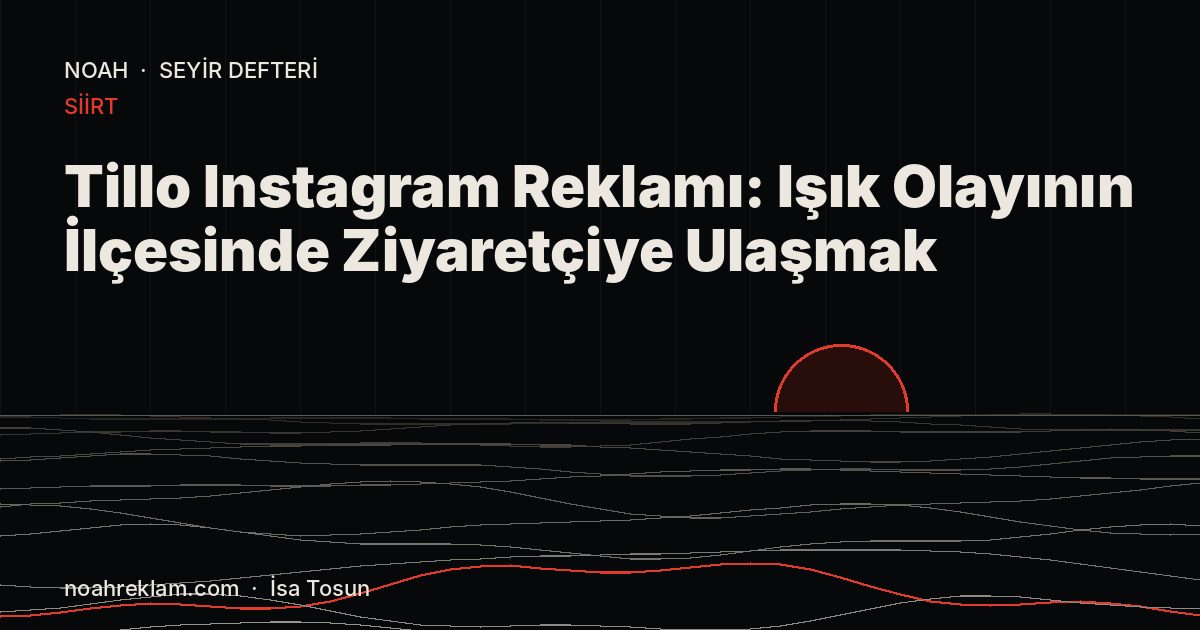 NOAH · SEYİR DEFTERİ
SİİRT
Tillo Instagram Reklamı: Işık Olayının
İlçesinde Ziyaretçiye Ulaşmak
noahreklam.com · İsa Tosun